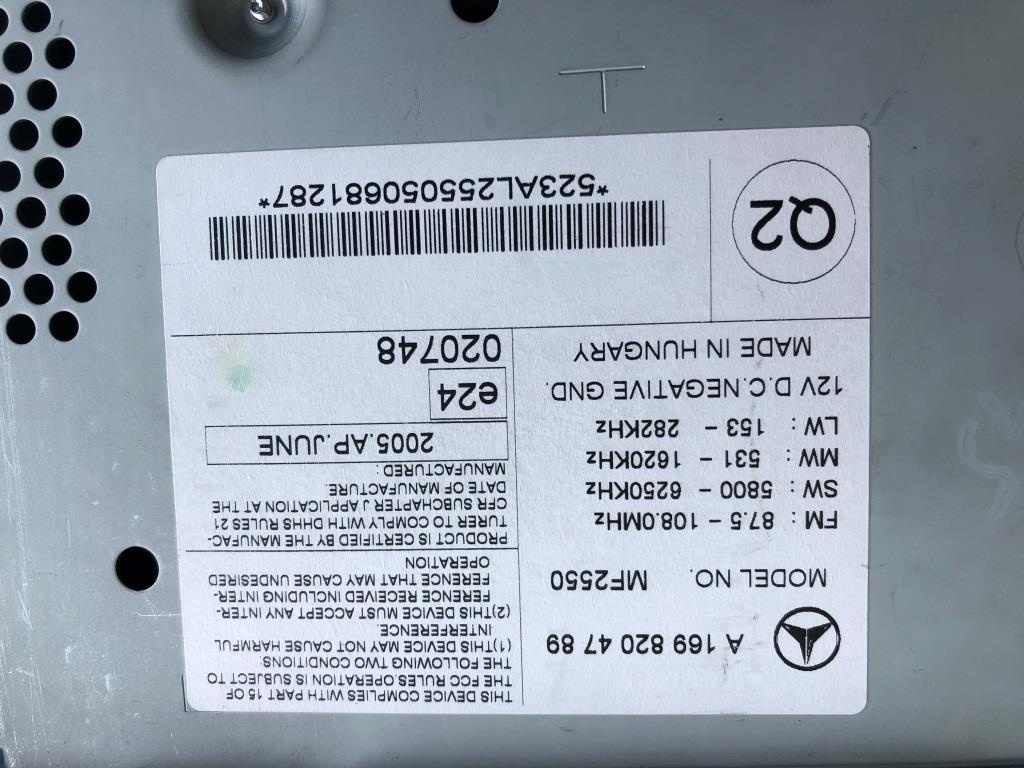 A 169 820 47 89
MODEL NO. MF2550
FM : 87.5 - 108.0MHz
SW : 5800 - 6250KHz
MW : 531 - 1620KHz
LW : 153 - 282KHz
12V D.C.NEGATIVE GND.
MADE IN HUNGARY
THIS DEVICE COMPLIES WITH PART 15 OF
THE FCC RULES.OPERATION IS SUBJECT TO
THE FOLLOWING TWO CONDITIONS:
(1)THIS DEVICE MAY NOT CAUSE HARMFUL
INTERFERENCE.
(2)THIS DEVICE MUST ACCEPT ANY INTER-
FERENCE RECEIVED INCLUDING INTER-
FERENCE THAT MAY CAUSE UNDESIRED
OPERATION
PRODUCT IS CERTIFIED BY THE MANUFAC-
TURER TO COMPLY WITH DHHS RULES 21
CFR SUBCHAPTER J APPLICATION AT THE
DATE OF MANUFACTURE.
MANUFACTURED :
2005.AP.JUNE
e24
020748
Q2
*523AL255050681287*
T